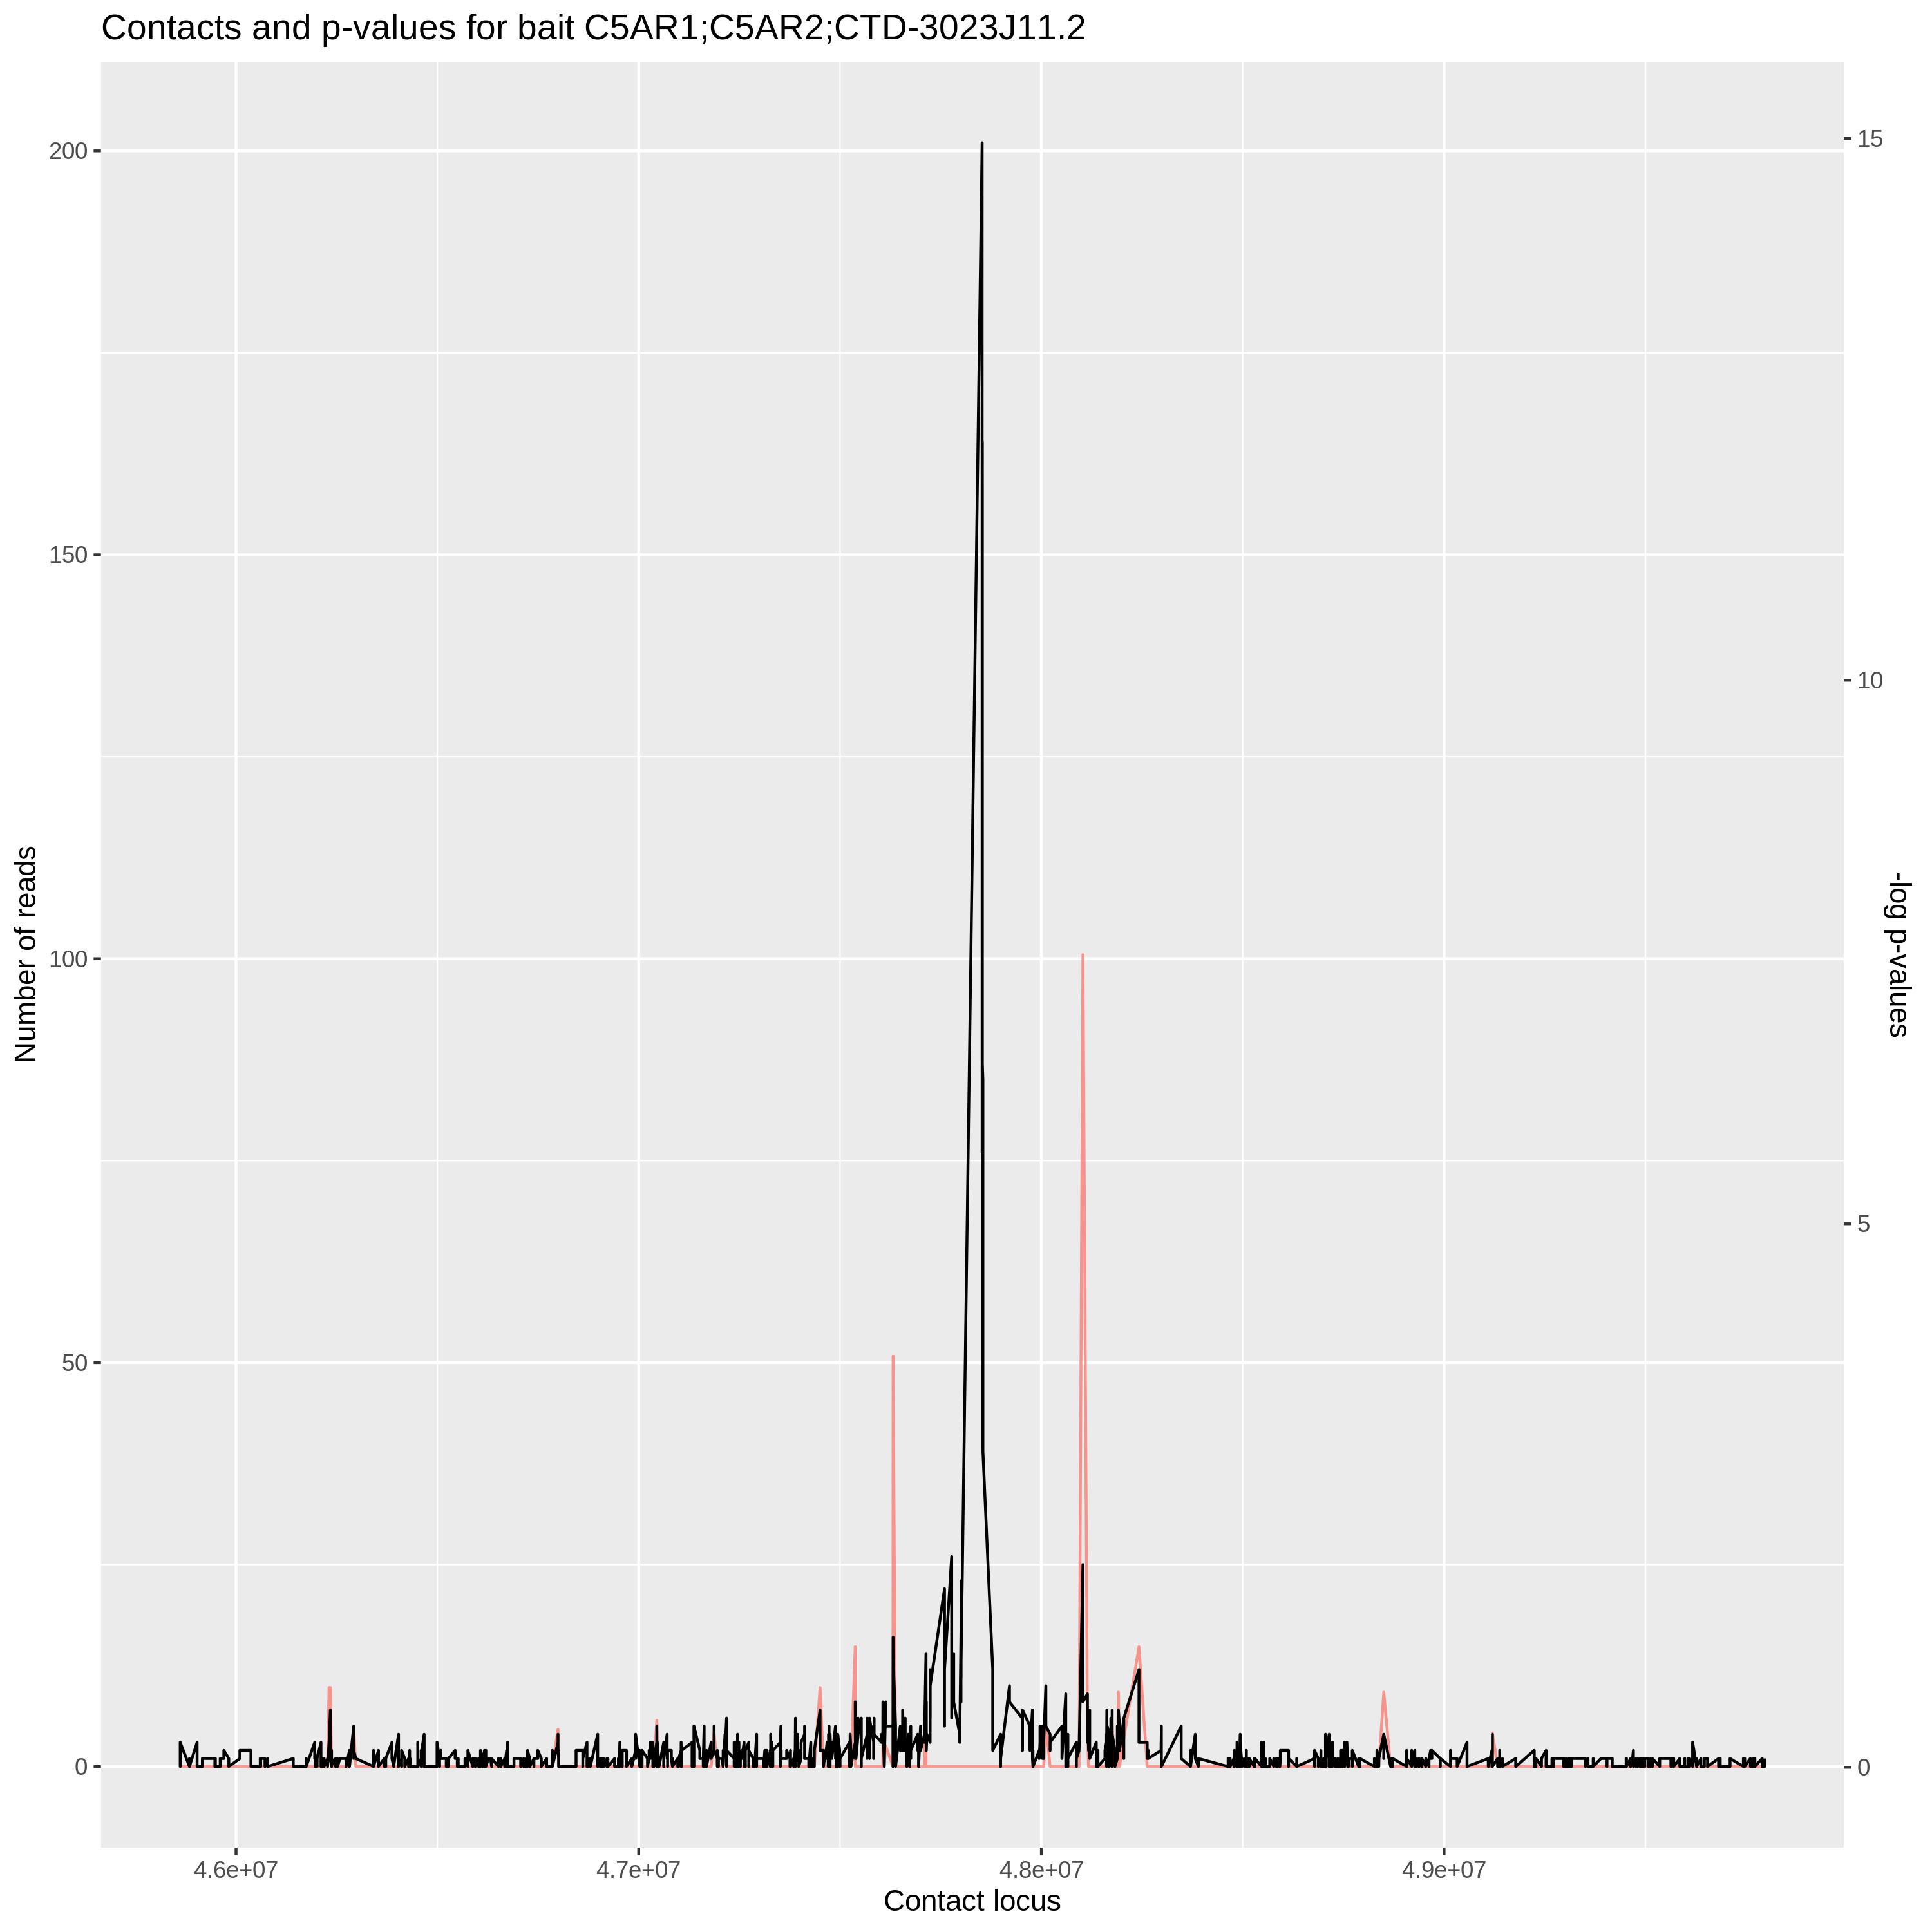 Contacts and p-values for bait C5AR1;C5AR2;CTD-3023J11.2
200
150
100
50
0
Number of reads
15
10
5
0
-log p-values
4.6e+07
4.7e+07
4.8e+07
4.9e+07
Contact locus